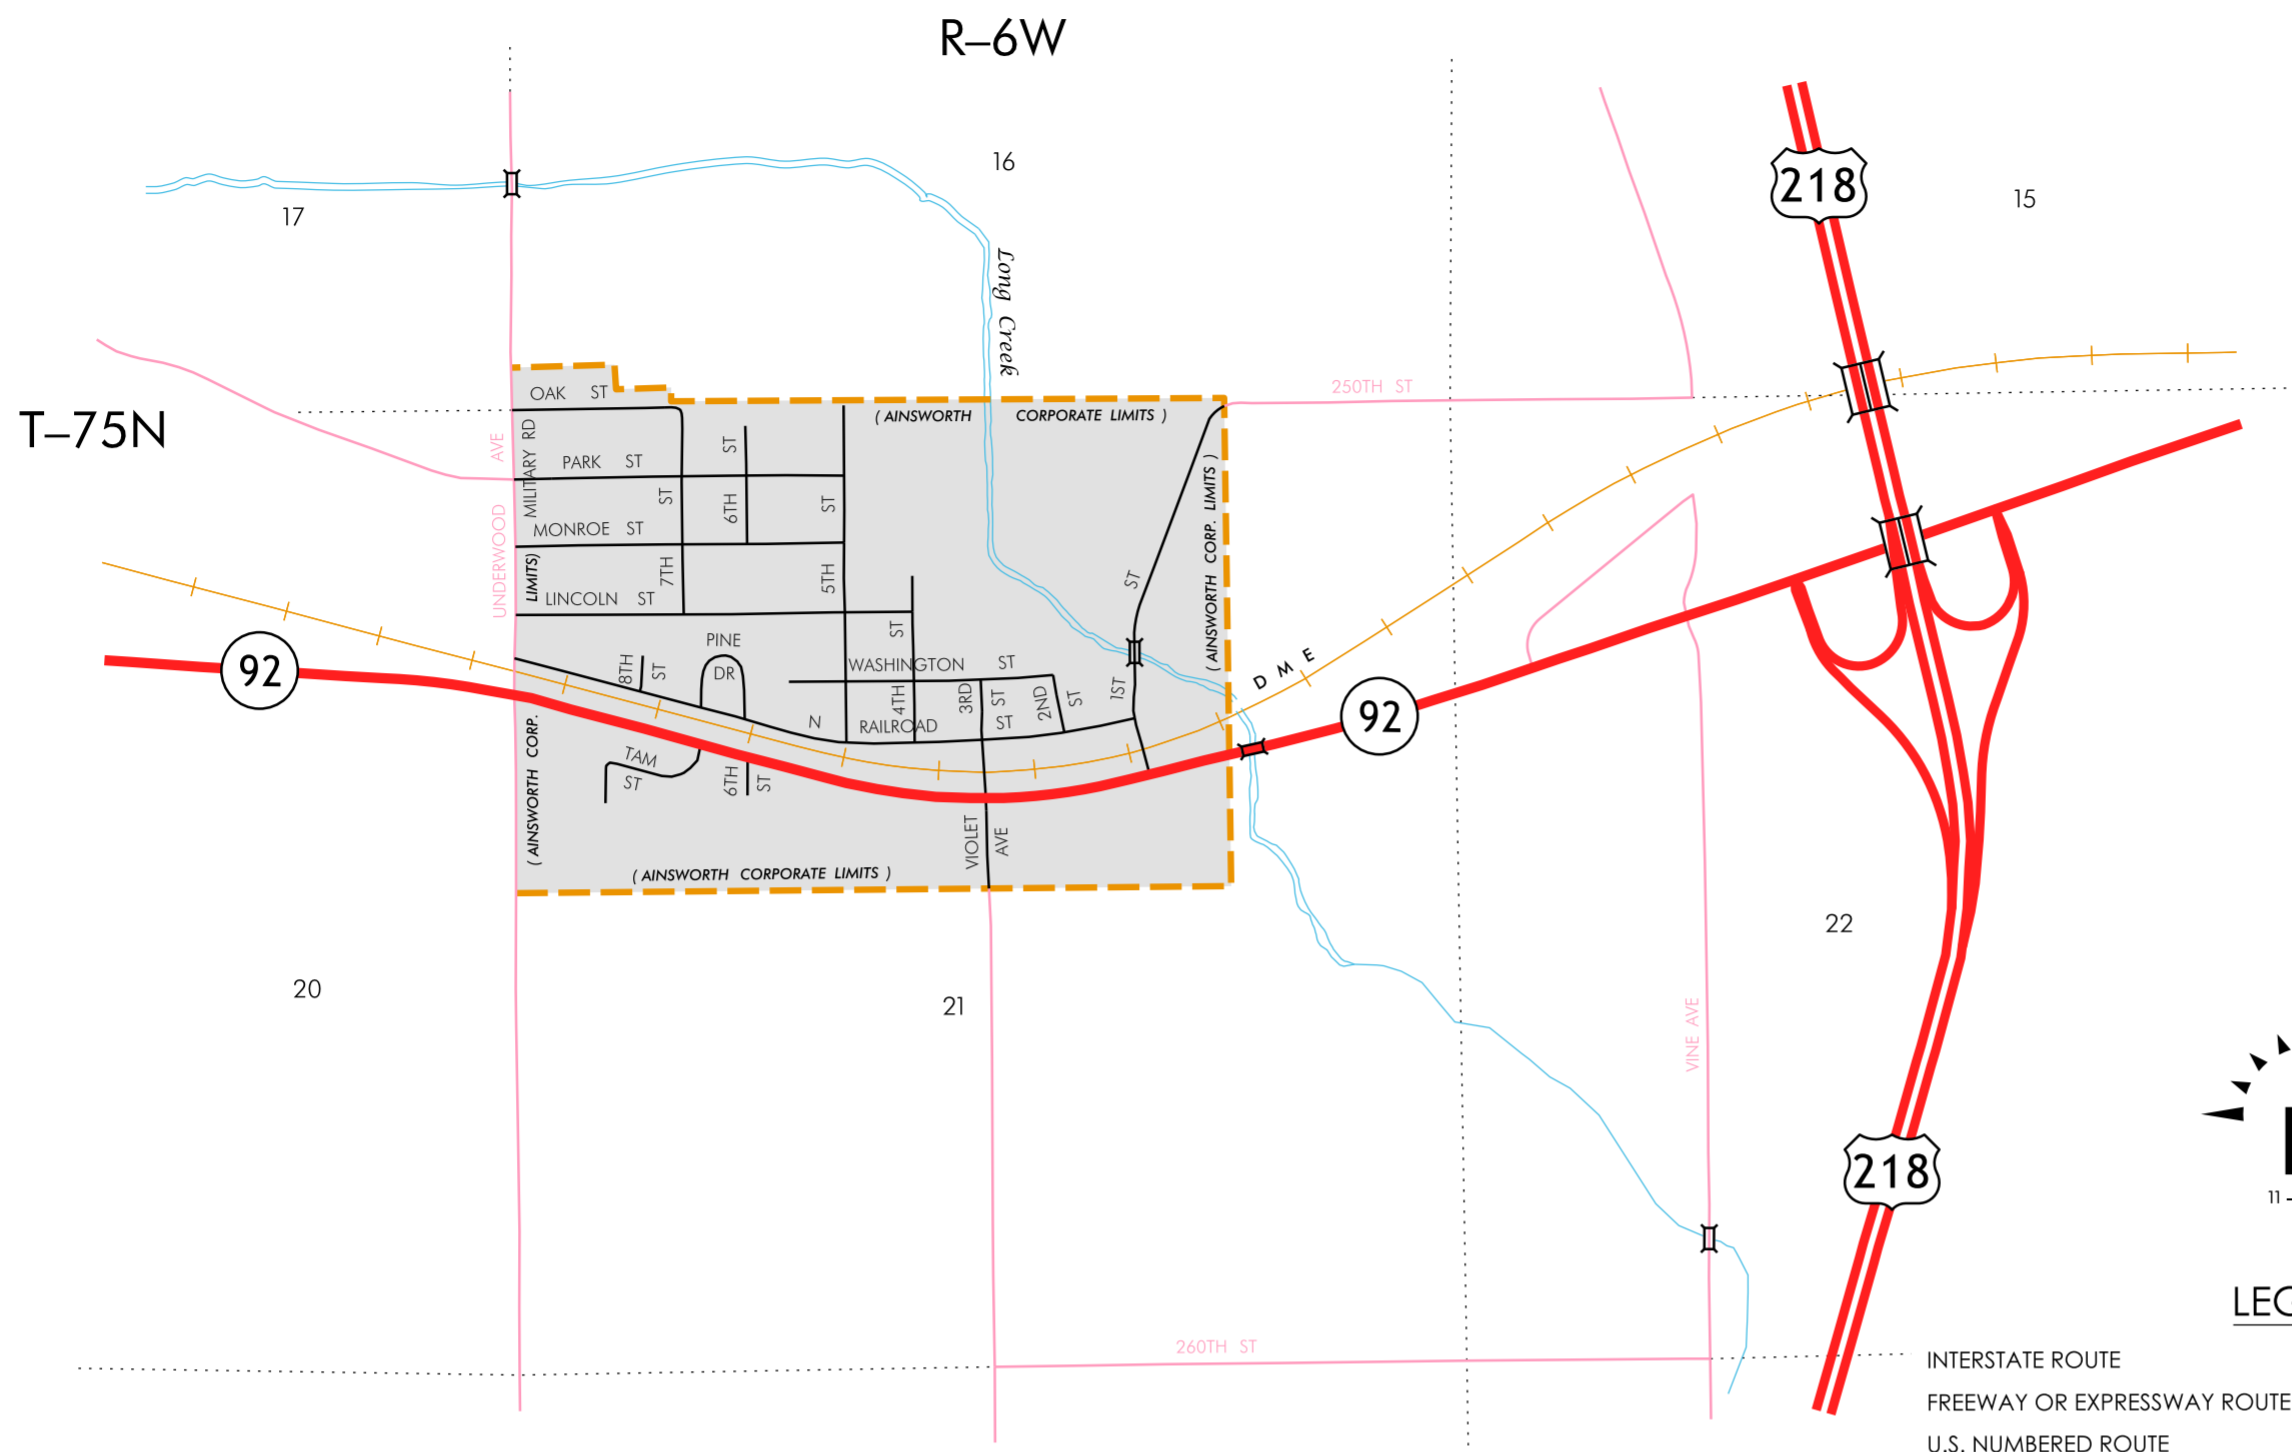 R–6W
16
17
15
218
Long Creek
T–75N
250TH ST
OAK ST
( AINSWORTH CORPORATE LIMITS )
UNDERWOOD AVE
MILITARY RD
PARK ST
6TH ST
7TH ST
5TH ST
MONROE ST
( AINSWORTH CORP. LIMITS )
( AINSWORTH CORP. LIMITS)
LINCOLN ST
1ST ST
PINE DR
8TH ST
4TH ST
WASHINGTON ST
3RD ST
2ND ST
DME
92
92
N RAILROAD ST
TAM ST
6TH ST
VIOLET AVE
( AINSWORTH CORPORATE LIMITS )
22
20
21
VINE AVE
218
11
260TH ST
INTERSTATE ROUTE
FREEWAY OR EXPRESSWAY ROUTE
U.S. NUMBERED ROUTE